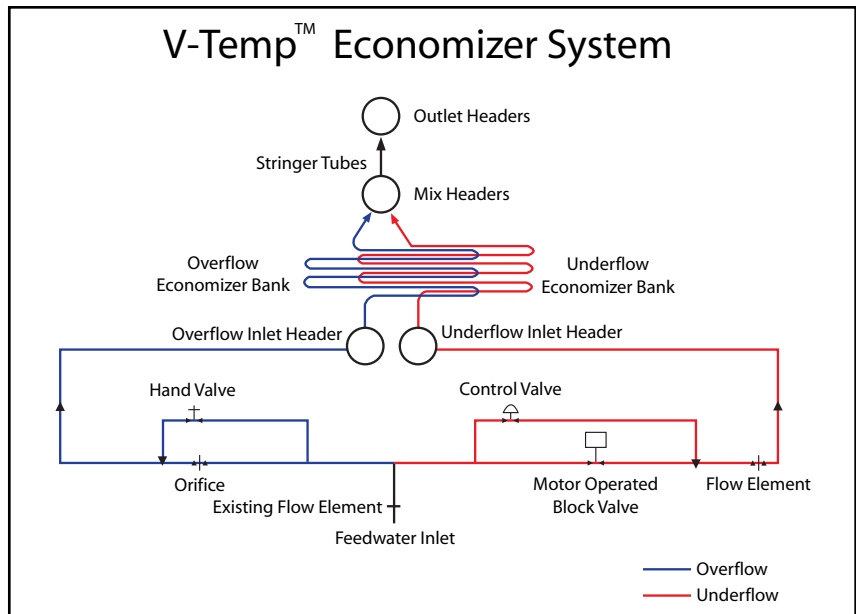 V-Temp™ Economizer System
Outlet Headers
Stringer Tubes
Mix Headers
Overflow
Economizer Bank
Underflow
Economizer Bank
Overflow Inlet Header
Underflow Inlet Header
Hand Valve
Control Valve
Orifice
Motor Operated
Block Valve
Flow Element
Existing Flow Element
Feedwater Inlet
Overflow
Underflow